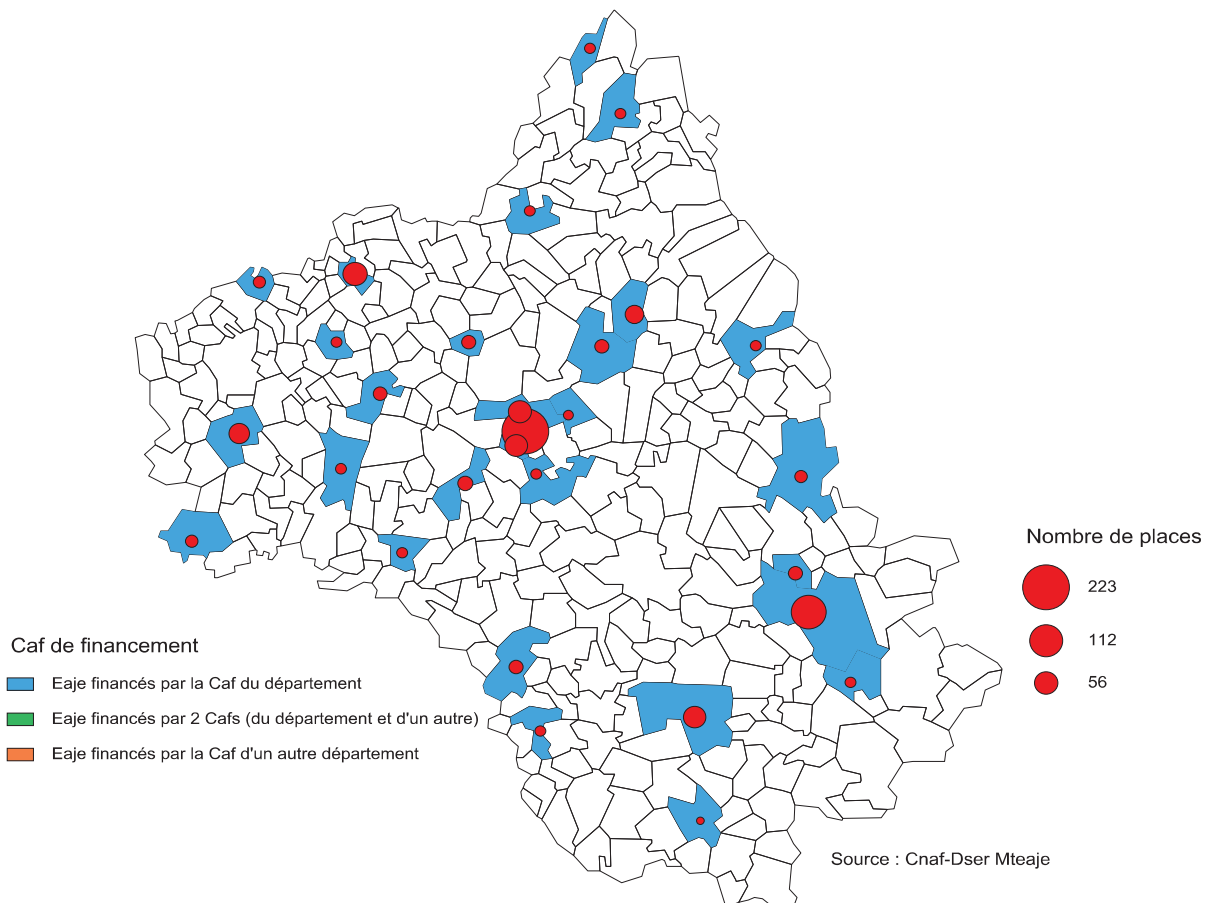 Nombre de places
223
112
56
Caf de financement
Eaje financés par la Caf du département
Eaje financés par 2 Cafs (du département et d'un autre)
Eaje financés par la Caf d'un autre département
Source : Cnaf-Dser Mteaje